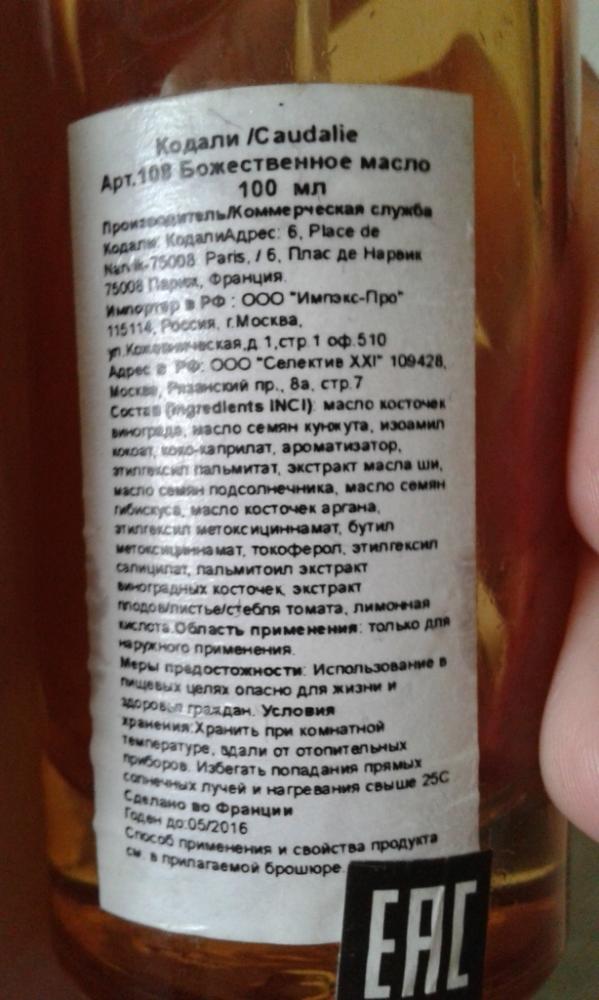 Кодали /Caudalie
Арт.108 Божественное масло
100 мл
Производитель/Коммерческая служба
Кодали: КодалиАдрес: 6, Place de
Narvik-75008 Paris, / 6, Плас де Нарвик
75008 Париж, Франция.
Импортер в РФ : ООО "Импэкс-Про"
115114, Россия, г.Москва,
ул.Кожевническая,д 1,стр.1 оф.510
Адрес в РФ: ООО "Селектив XXI" 109428,
Москва, Рязанский пр., 8а, стр.7
Состав (ingredients INCI): масло косточек
винограда, масло семян кунжута, изоамил
кокоат, коко-каприлат, ароматизатор,
этилгексил пальмитат, экстракт масла ши,
масло семян подсолнечника, масло семян
гибискуса, масло косточек аргана,
этилгексил метоксициннамат, бутил
метоксициннамат, токоферол, этилгексил
салицилат, пальмитоил экстракт
виноградных косточек, экстракт
плодов/листье/стебля томата, лимонная
кислота.Область применения: только для
наружного применения.
Меры предостожности: Использование в
пищевых целях опасно для жизни и
здоровья граждан. Условия
хранения:Хранить при комнатной
температуре, вдали от отопительных
приборов. Избегать попадания прямых
солнечных лучей и нагревания свыше 25С
Сделано во Франции
Годен до:05/2016
Способ применения и свойства продукта
см. в прилагаемой брошюре.
ЕАС